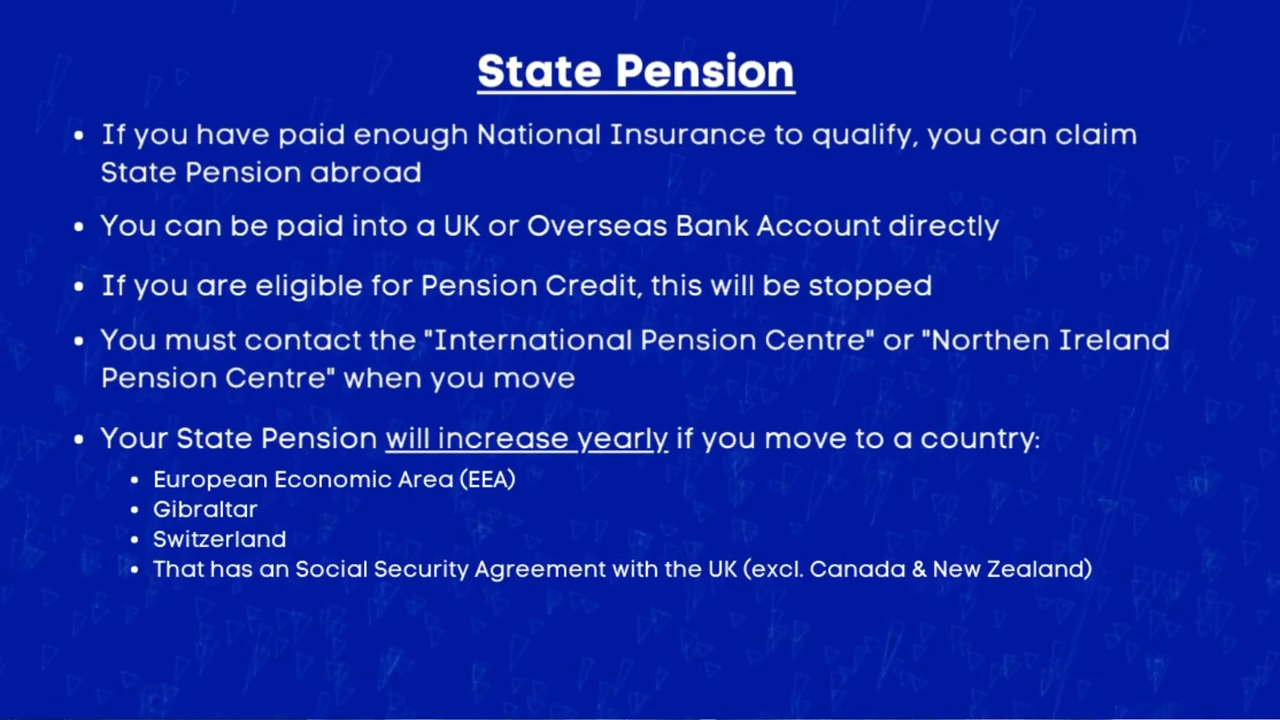 State Pension
• If you have paid enough National Insurance to qualify, you can claim
State Pension abroad
• You can be paid into a UK or Overseas Bank Account directly
• If you are eligible for Pension Credit, this will be stopped
• You must contact the "International Pension Centre" or "Northen Ireland
Pension Centre" when you move
• Your State Pension will increase yearly if you move to a country:
• European Economic Area (EEA)
• Gibraltar
• Switzerland
• That has an Social Security Agreement with the UK (excl. Canada & New Zealand)